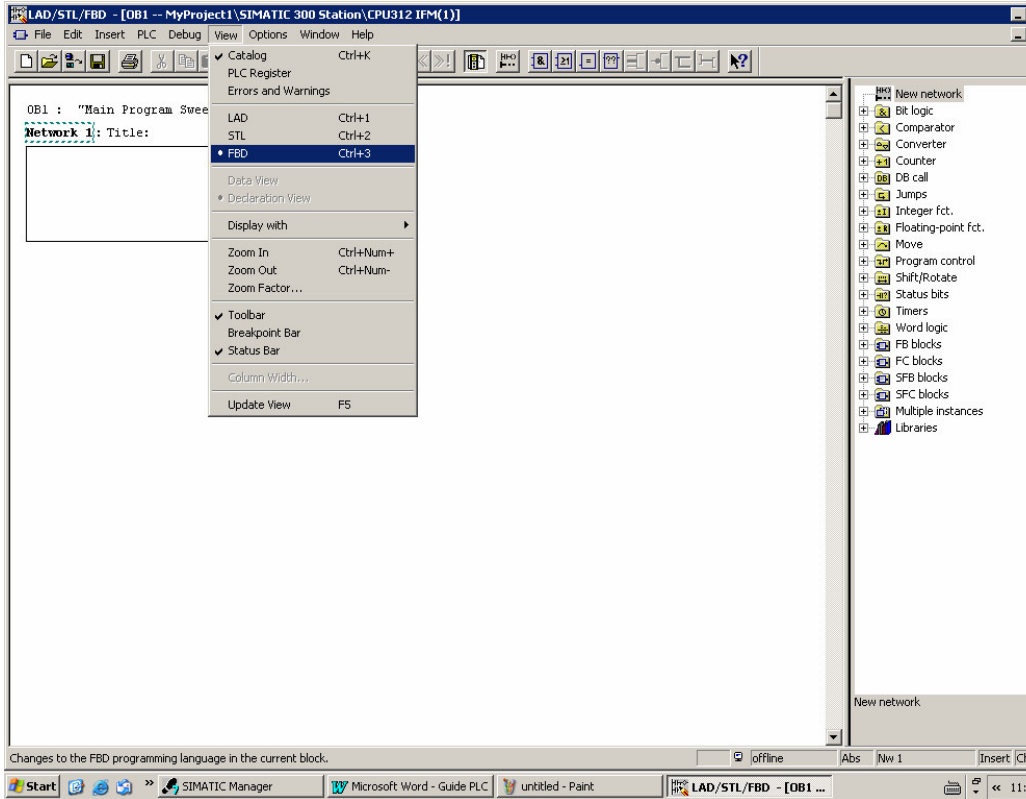 LAD/STL/FBD - [OB1 -- MyProject1\SIMATIC 300 Station\CPU312 IFM(1)]
File Edit Insert PLC Debug View Options Window Help
OB1 : "Main Program Swee
Network 1: Title:
Catalog Ctrl+K
PLC Register
Errors and Warnings
LAD Ctrl+1
STL Ctrl+2
FBD Ctrl+3
Data View
Declaration View
Display with
Zoom In Ctrl+Num+
Zoom Out Ctrl+Num-
Zoom Factor...
Toolbar
Breakpoint Bar
Status Bar
Column Width...
Update View F5
New network
Bit logic
Comparator
Converter
Counter
DB call
Jumps
Integer fct.
Floating-point fct.
Move
Program control
Shift/Rotate
Status bits
Timers
Word logic
FB blocks
FC blocks
SFB blocks
SFC blocks
Multiple instances
Libraries
New network
Changes to the FBD programming language in the current block. offline Abs Nw 1 Insert
Start SIMATIC Manager Microsoft Word - Guide PLC untitled - Paint LAD/STL/FBD - [OB1 ... 11: